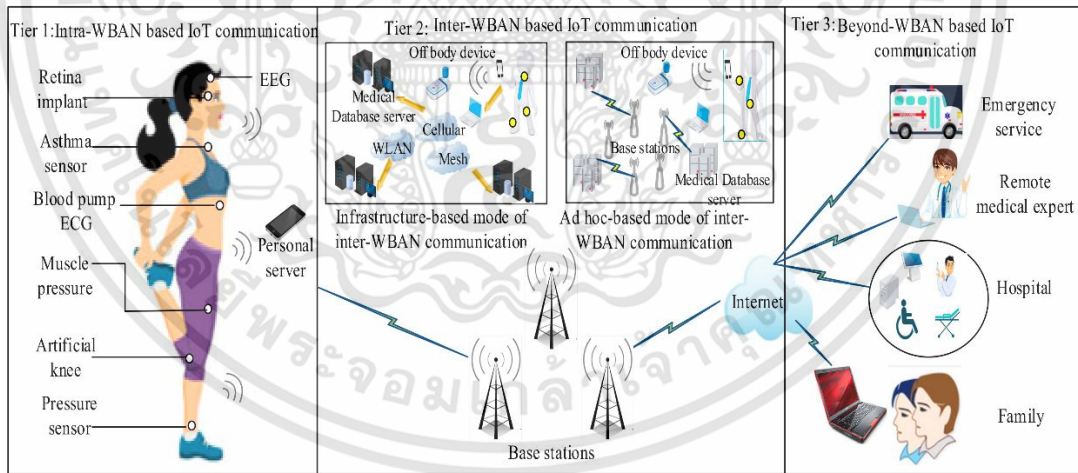 Tier 1:Intra-WBAN based IoT communication
Retina
implant
EEG
Asthma
sensor
Blood pump
ECG
Muscle
pressure
Artificial
knee
Pressure
sensor
Personal
server
Tier 2: Inter-WBAN based IoT communication
Off body device
Medical
Database server
Cellular
WLAN
Mesh
Infrastructure-based mode of
inter-WBAN communication
Off body device
Base stations
Medical Database
server
Ad hoc-based mode of inter-
WBAN communication
Base stations
Internet
Tier 3: Beyond-WBAN based IoT
communication
Emergency
service
Remote
medical expert
Hospital
Family